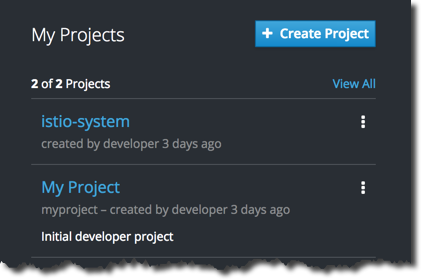 My Projects
+ Create Project
2 of 2 Projects
View All
istio-system
created by developer 3 days ago
My Project
myproject – created by developer 3 days ago
Initial developer project